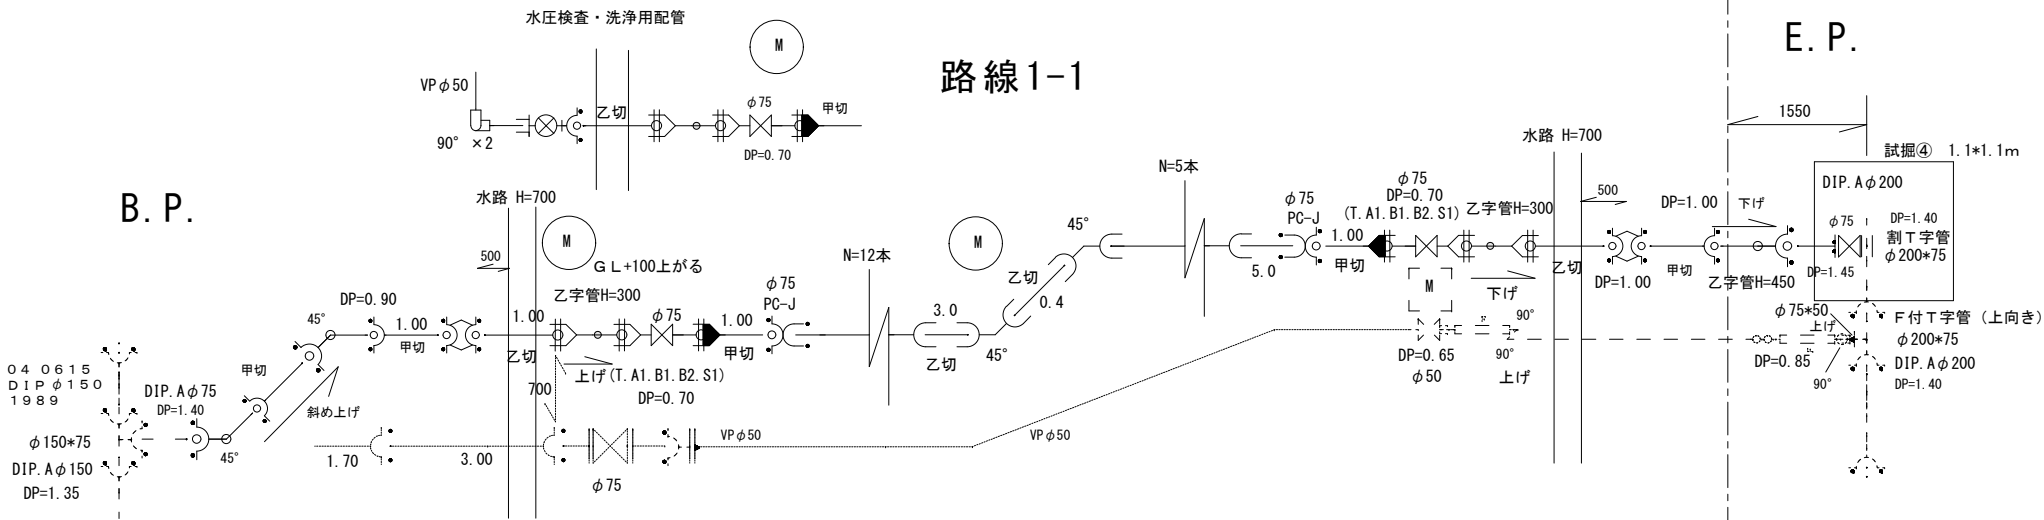 水圧検査・洗浄用配管
M
VPφ50
90° ×2
乙切
φ75
DP=0.70
甲切
路線1-1
E.P.
1550
B.P.
水路 H=700
500
M
GL+100上がる
乙字管H=300
DP=0.90
45°
1.00
甲切
1.00
乙切
φ75
1.00
甲切
上げ(T.A1.B1.B2.S1)
DP=0.70
700
φ75
PC-J
N=12本
M
3.0
乙切
45°
乙切
0.4
45°
N=5本
5.0
φ75
PC-J
1.00
甲切
φ75
DP=0.70
(T.A1.B1.B2.S1)
乙字管H=300
水路 H=700
500
乙切
DP=1.00
DP=1.00
下げ
甲切
乙字管H=450
試掘④ 1.1*1.1m
DIP.Aφ200
φ75
DP=1.40
割T字管
φ200*75
DP=1.45
M
下げ
90°
DP=0.65
φ50
90°
上げ
φ75*50
上げ
DP=0.85
90°
F付T字管(上向き)
φ200*75
DIP.Aφ200
DP=1.40
04 0615
DIPφ150
1989
φ150*75
DIP.Aφ150
DP=1.35
DIP.Aφ75
DP=1.40
甲切
斜め上げ
45°
1.70
3.00
φ75
VPφ50
VPφ50